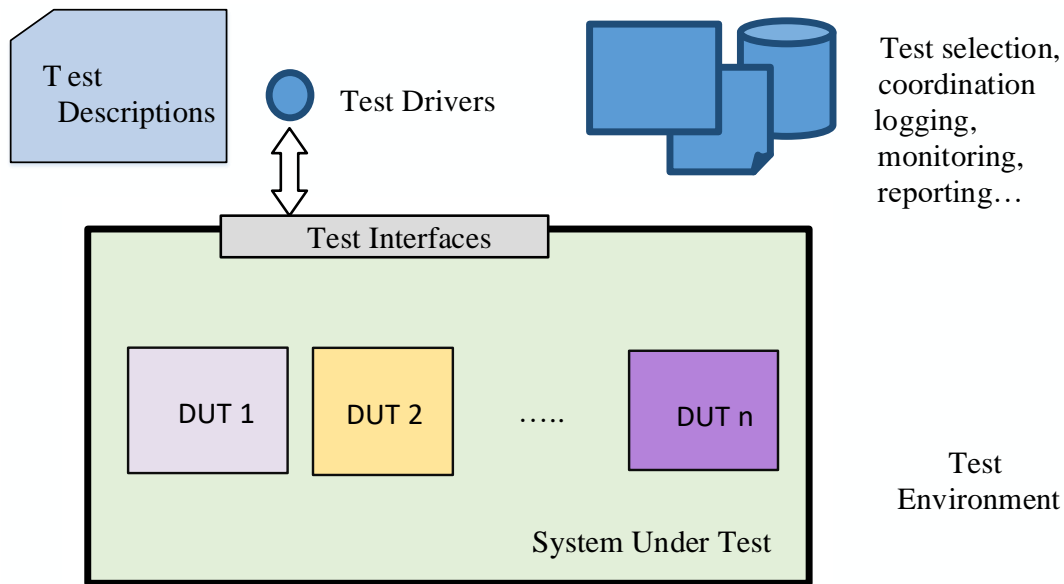 T est
Descriptions
Test Drivers
Test selection,
coordination
logging,
monitoring,
reporting…
Test Interfaces
DUT 1
DUT 2
…..
DUT n
Test
Environment
System Under Test